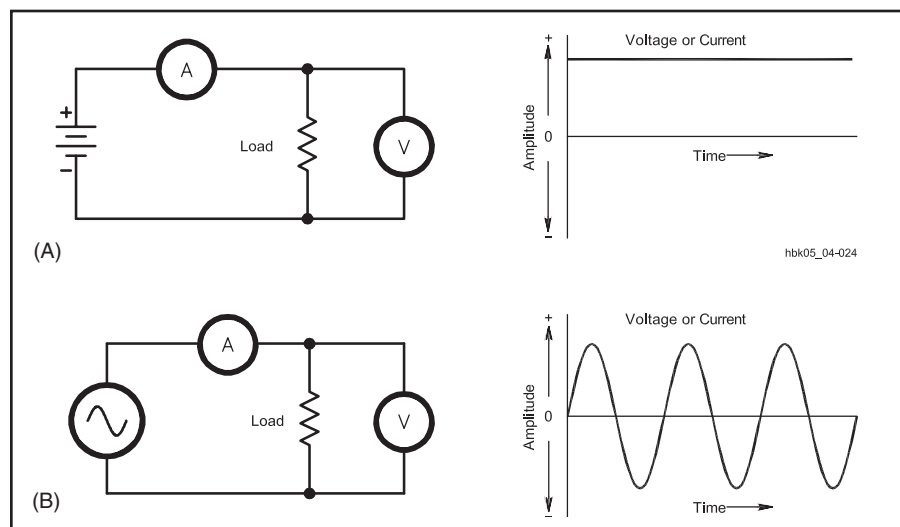 A
+
−
Load
V
(A)
Voltage or Current
+
Amplitude
0
Time
−
hbk05_04-024
A
Load
V
(B)
Voltage or Current
+
Amplitude
0
Time
−